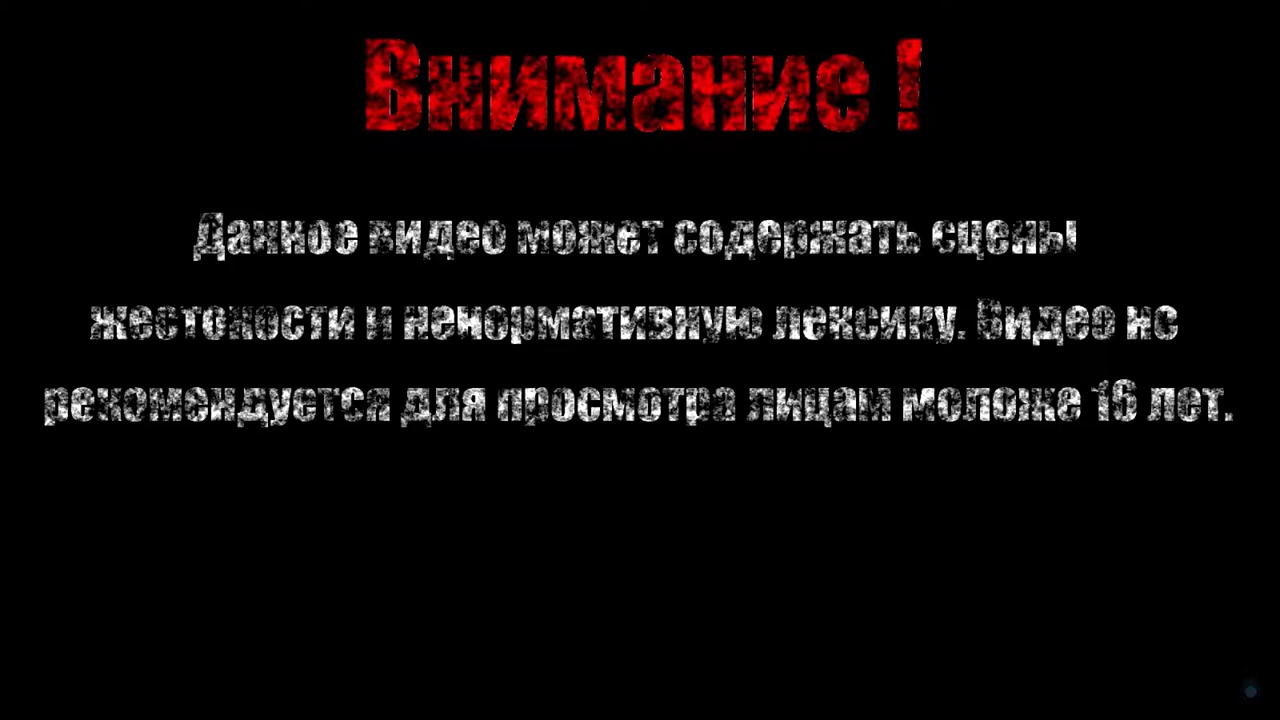 Внимание !
Данное видео может содержать сцены
жестокости и ненормативную лексику. Видео не
рекомендуется для просмотра лицам моложе 16 лет.